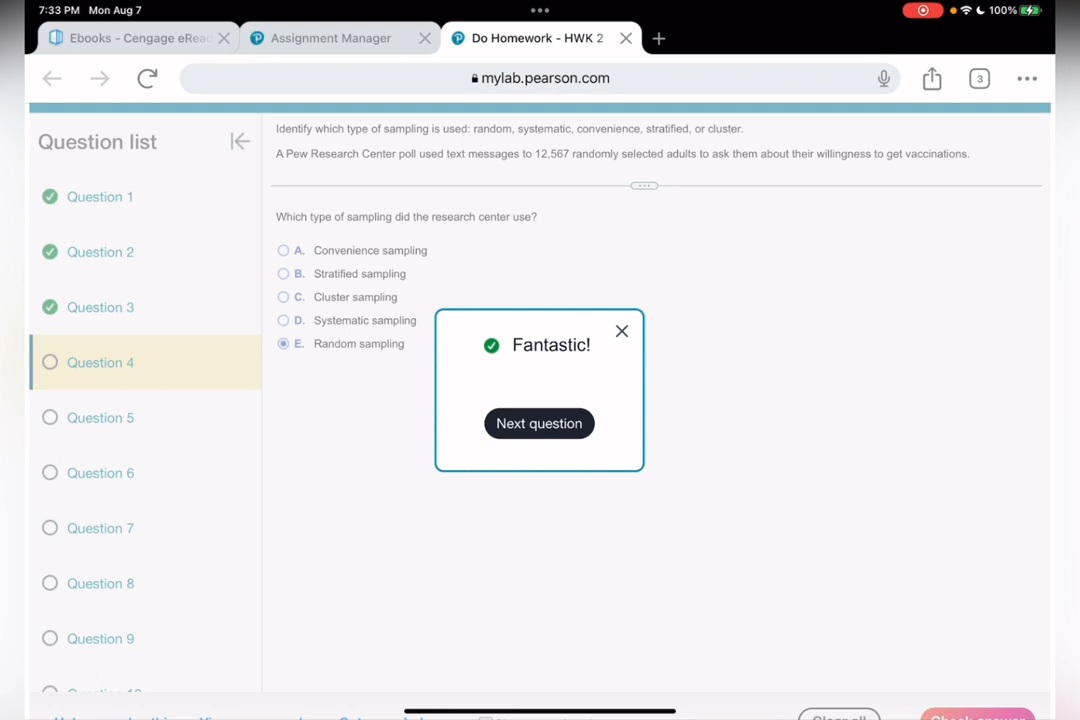 7:33 PM Mon Aug 7
100%
Ebooks - Cengage eRead
Assignment Manager
Do Homework - HWK 2
mylab.pearson.com
3
Question list
Identify which type of sampling is used: random, systematic, convenience, stratified, or cluster.
A Pew Research Center poll used text messages to 12,567 randomly selected adults to ask them about their willingness to get vaccinations.
Question 1
Question 2
Question 3
Question 4
Question 5
Question 6
Question 7
Question 8
Question 9
Which type of sampling did the research center use?
A. Convenience sampling
B. Stratified sampling
C. Cluster sampling
D. Systematic sampling
E. Random sampling
Fantastic!
Next question
Clear all
Check answer